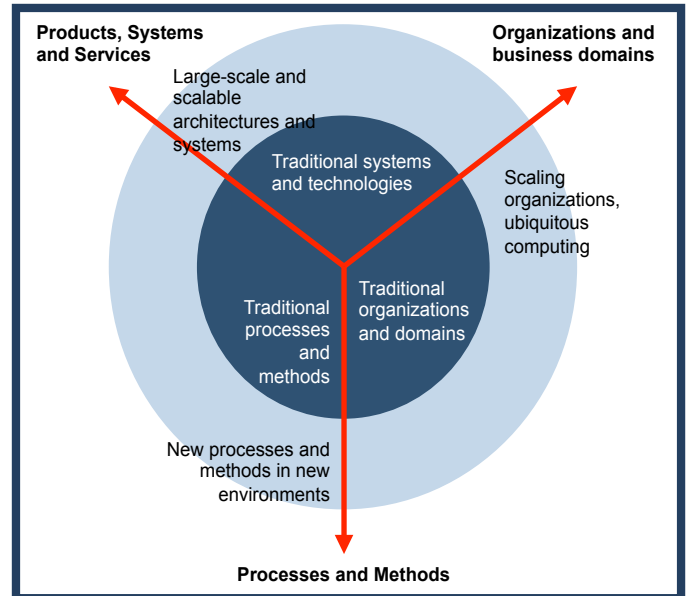 Products, Systems
and Services
Organizations and
business domains
Large-scale and
scalable
architectures and
systems
Traditional systems
and technologies
Scaling
organizations,
ubiquitous
computing
Traditional
processes
and
methods
Traditional
organizations
and domains
New processes and
methods in new
environments
Processes and Methods